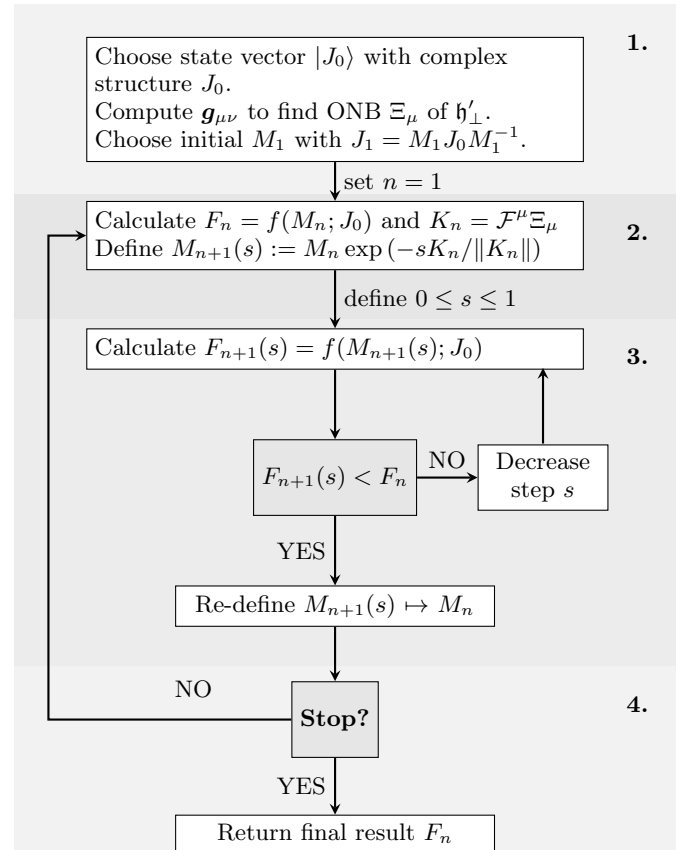 1.
Choose state vector |J₀⟩ with complex
structure J₀.
Compute 𝒈_{μν} to find ONB Ξ_μ of 𝔥′_⊥.
Choose initial M₁ with J₁ = M₁J₀M₁⁻¹.
set n = 1
2.
Calculate Fₙ = f(Mₙ; J₀) and Kₙ = ℱ^μ Ξ_μ
Define Mₙ₊₁(s) := Mₙ exp (−sKₙ/‖Kₙ‖)
define 0 ≤ s ≤ 1
3.
Calculate Fₙ₊₁(s) = f(Mₙ₊₁(s); J₀)
Fₙ₊₁(s) < Fₙ
NO
Decrease
step s
YES
Re-define Mₙ₊₁(s) ↦ Mₙ
NO
4.
Stop?
YES
Return final result Fₙ